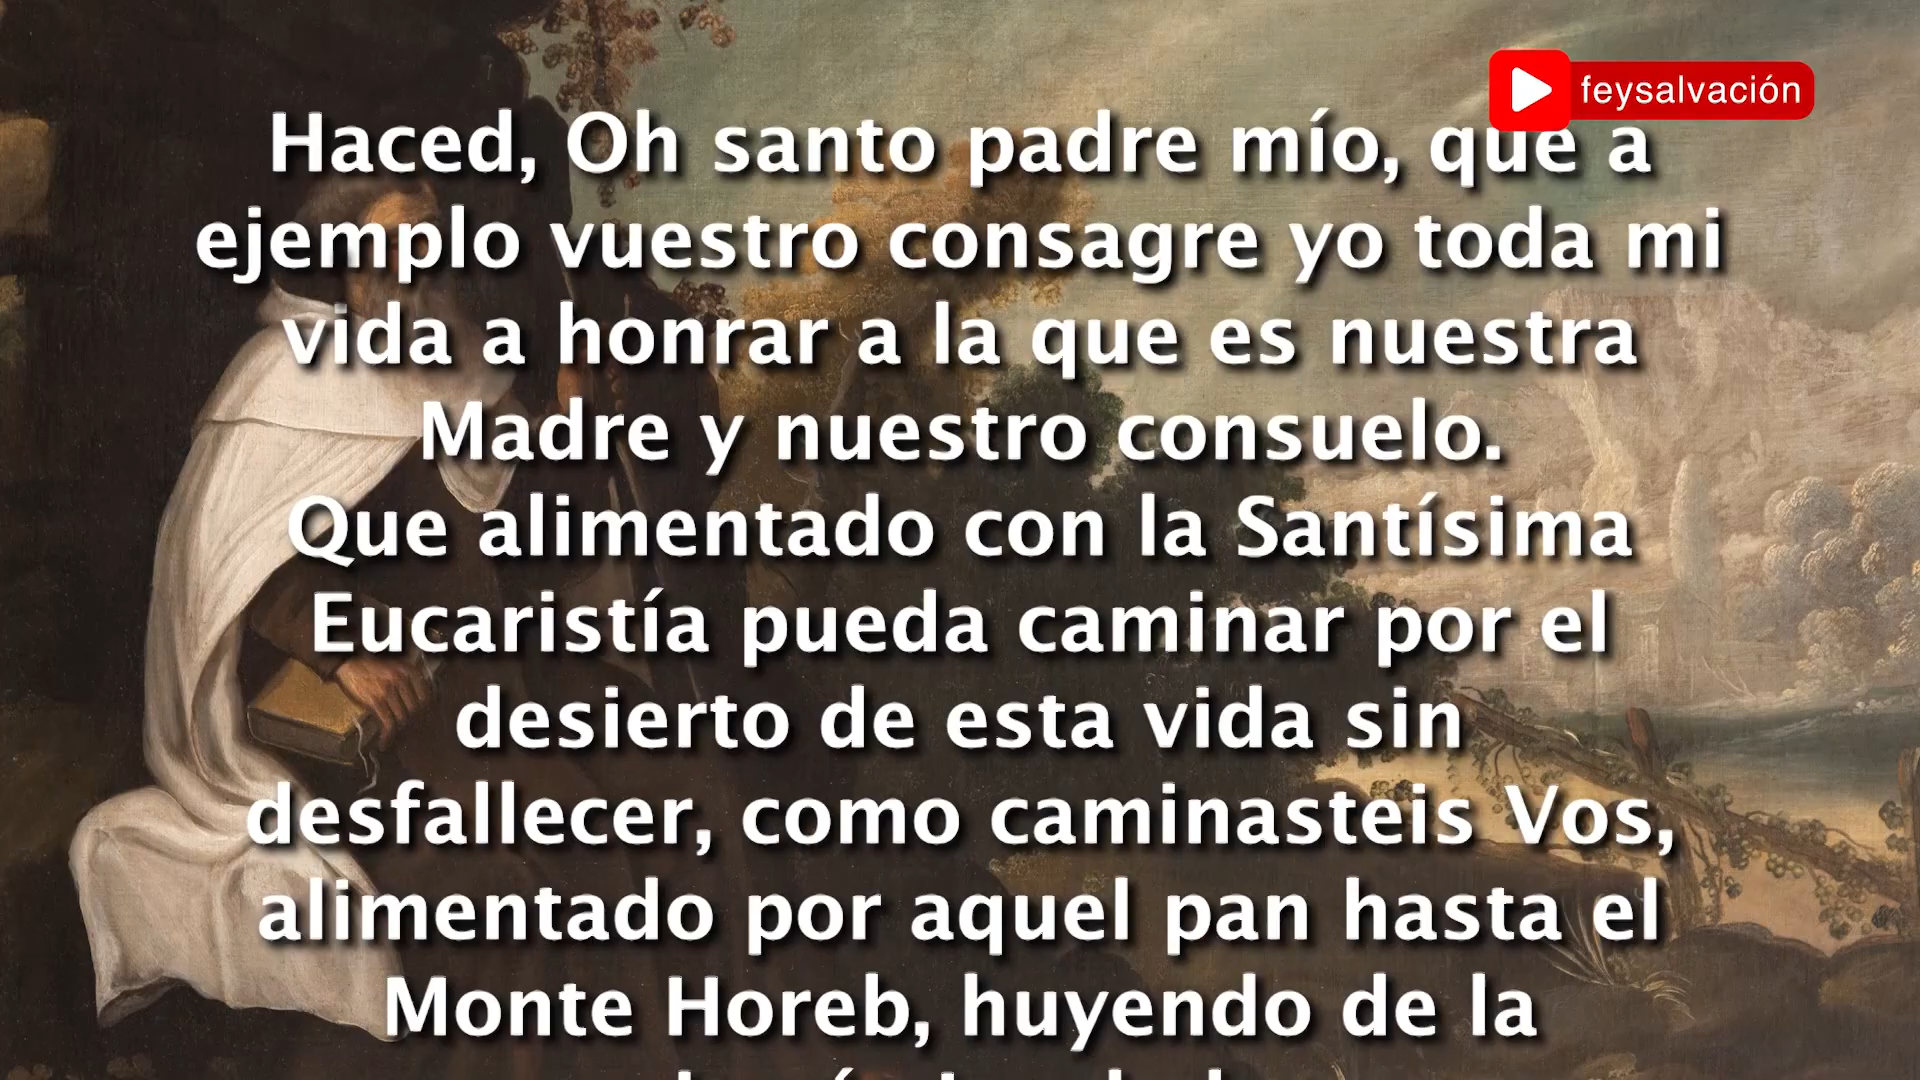 feysalvación
Haced, Oh santo padre mío, que a
ejemplo vuestro consagre yo toda mi
vida a honrar a la que es nuestra
Madre y nuestro consuelo.
Que alimentado con la Santísima
Eucaristía pueda caminar por el
desierto de esta vida sin
desfallecer, como caminasteis Vos,
alimentado por aquel pan hasta el
Monte Horeb, huyendo de la